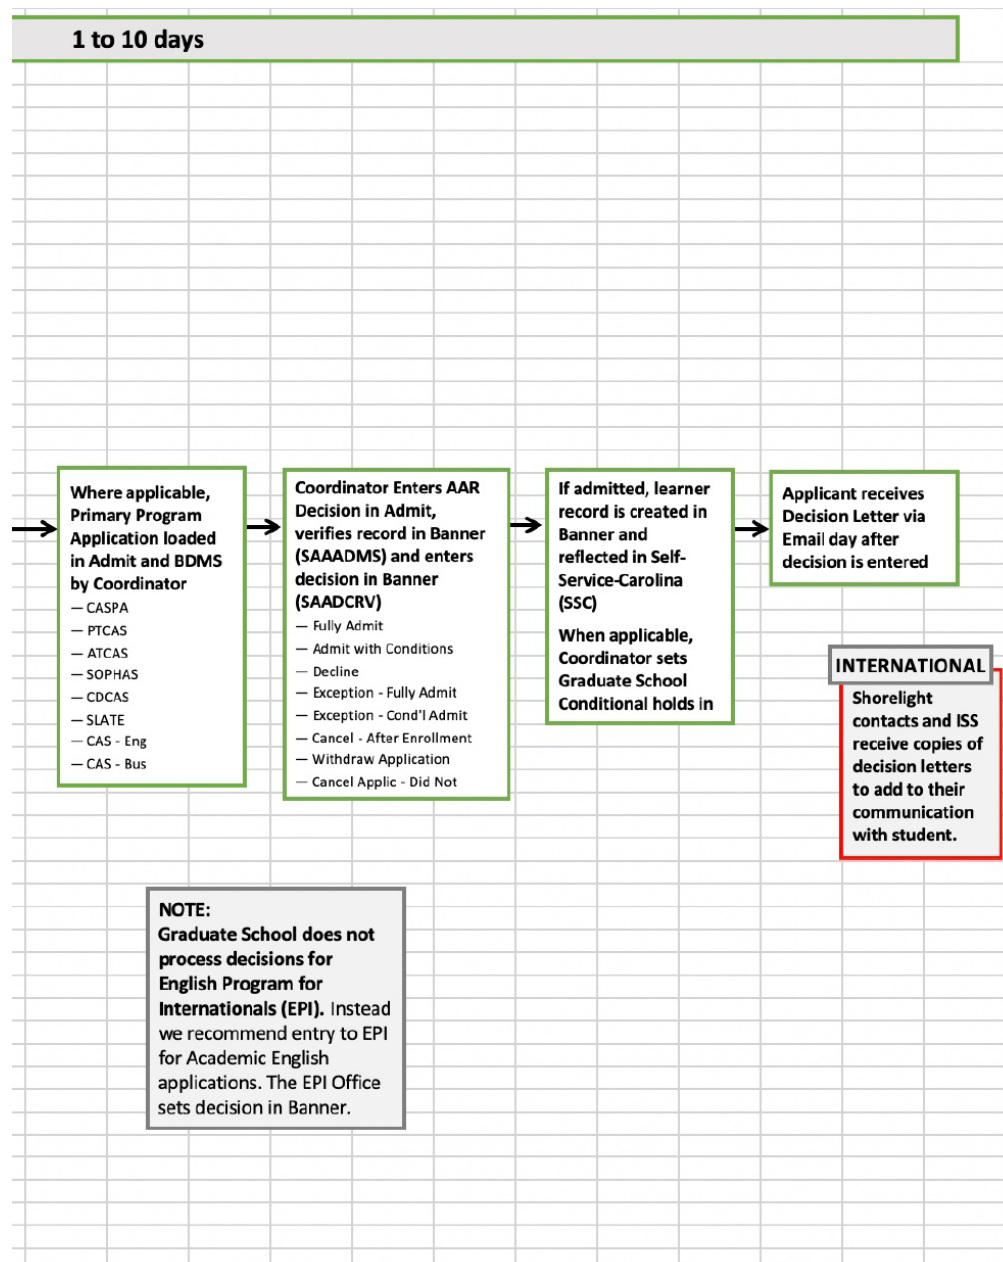 1 to 10 days
Where applicable,
Primary Program
Application loaded
in Admit and BDMS
by Coordinator
— CASPA
— PTCAS
— ATCAS
— SOPHAS
— CDCAS
— SLATE
— CAS - Eng
— CAS - Bus
Coordinator Enters AAR
Decision in Admit,
verifies record in Banner
(SAAADMS) and enters
decision in Banner
(SAADCRV)
— Fully Admit
— Admit with Conditions
— Decline
— Exception - Fully Admit
— Exception - Cond'l Admit
— Cancel - After Enrollment
— Withdraw Application
— Cancel Applic - Did Not
If admitted, learner
record is created in
Banner and
reflected in Self-
Service-Carolina
(SSC)
When applicable,
Coordinator sets
Graduate School
Conditional holds in
Applicant receives
Decision Letter via
Email day after
decision is entered
INTERNATIONAL
Shorelight
contacts and ISS
receive copies of
decision letters
to add to their
communication
with student.
NOTE:
Graduate School does not
process decisions for
English Program for
Internationals (EPI). Instead
we recommend entry to EPI
for Academic English
applications. The EPI Office
sets decision in Banner.